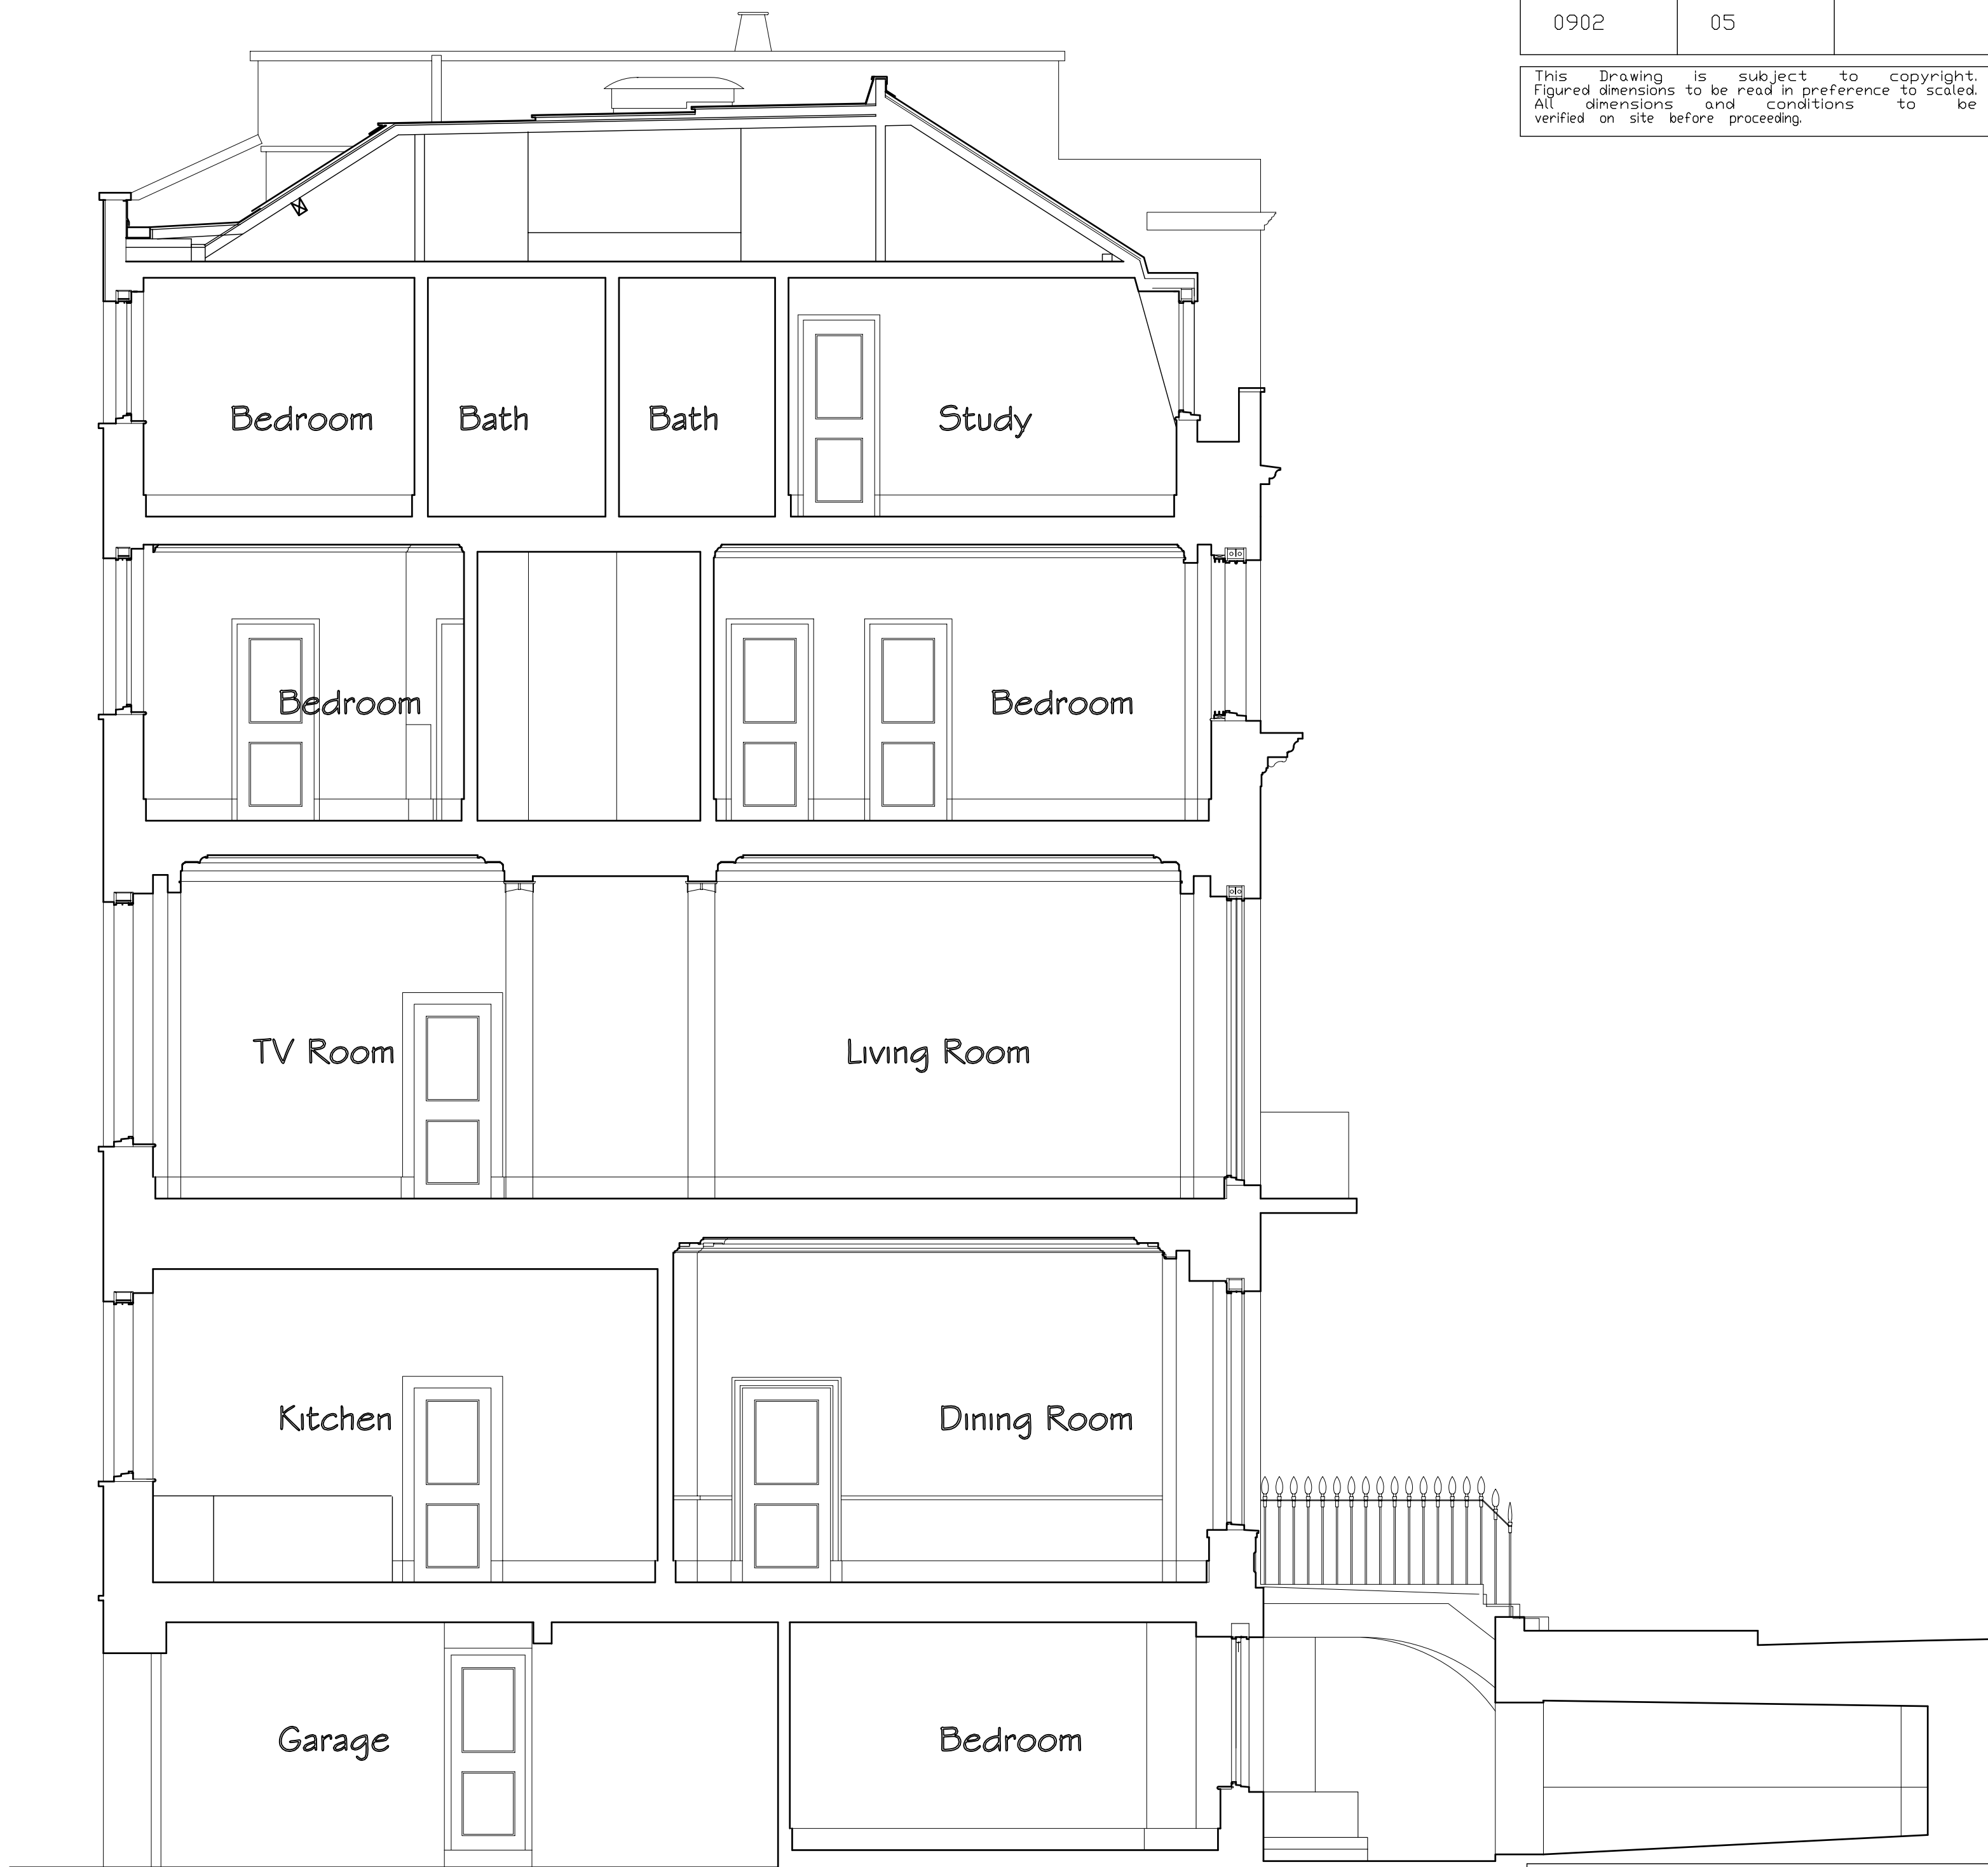 0902 05
This Drawing is subject to copyright.
Figured dimensions to be read in preference to scaled.
All dimensions and conditions to be
verified on site before proceeding.
Bedroom Bath Bath Study
Bedroom Bedroom
TV Room Living Room
Kitchen Dining Room
Garage Bedroom